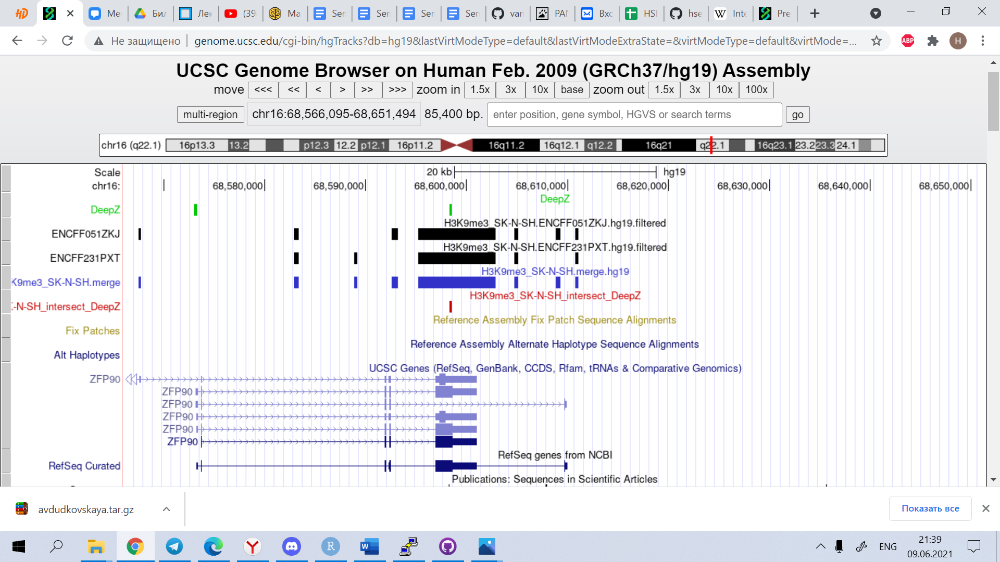 Me
Бил
Лек
(39
Ma
Sem
Sem
Sem
Sem
van
PAN
Вхо
HSE
hse
Inte
Pre
Не защищено
genome.ucsc.edu/cgi-bin/hgTracks?db=hg19&lastVirtModeType=default&lastVirtModeExtraState=&virtModeType=default&virtMode=...
ABP
H
UCSC Genome Browser on Human Feb. 2009 (GRCh37/hg19) Assembly
move <<< << < > >> >>> zoom in 1.5x 3x 10x base zoom out 1.5x 3x 10x 100x
multi-region chr16:68,566,095-68,651,494 85,400 bp. enter position, gene symbol, HGVS or search terms go
chr16 (q22.1) 16p13.3 13.2 p12.3 12.2 p12.1 16p11.2 16q11.2 16q12.1 q12.2 16q21 q22.1 16q23.1 23.2 23.3 24.1
Scale 20 kb hg19
chr16: 68,580,000 68,590,000 68,600,000 68,610,000 68,620,000 68,630,000 68,640,000 68,650,000
DeepZ
DeepZ
H3K9me3_SK-N-SH.ENCFF051ZKJ.hg19.filtered
ENCFF051ZKJ
H3K9me3_SK-N-SH.ENCFF231PXT.hg19.filtered
ENCFF231PXT
H3K9me3_SK-N-SH.merge.hg19
K9me3_SK-N-SH.merge
H3K9me3_SK-N-SH_intersect_DeepZ
-N-SH_intersect_DeepZ
Reference Assembly Fix Patch Sequence Alignments
Fix Patches
Reference Assembly Alternate Haplotype Sequence Alignments
Alt Haplotypes
UCSC Genes (RefSeq, GenBank, CCDS, Rfam, tRNAs & Comparative Genomics)
ZFP90
ZFP90
ZFP90
ZFP90
ZFP90
ZFP90
RefSeq genes from NCBI
RefSeq Curated
Publications: Sequences in Scientific Articles
avdudkovskaya.tar.gz
Показать все
ENG
21:39
09.06.2021